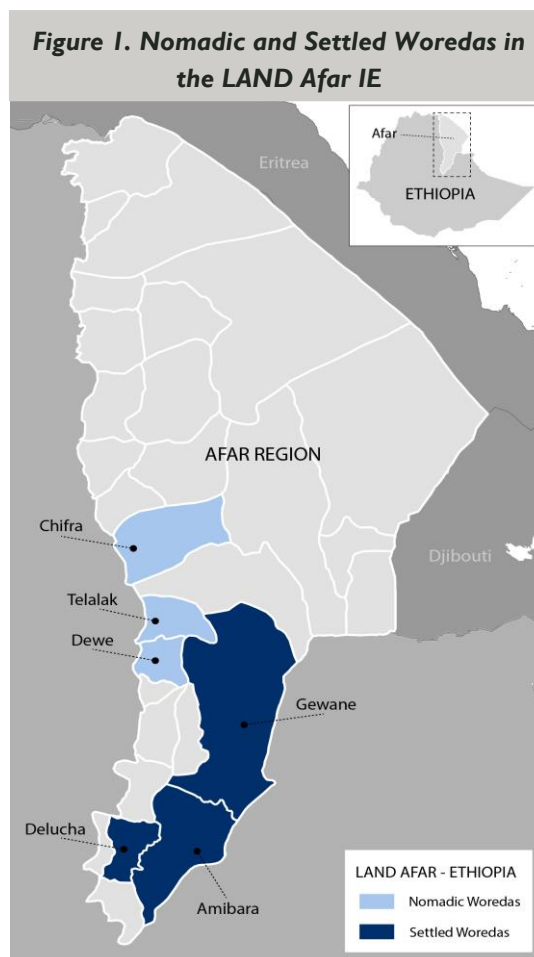 Figure 1. Nomadic and Settled Woredas in
the LAND Afar IE
Afar
ETHIOPIA
Eritrea
AFAR REGION
Chifra
Djibouti
Telalak
Dewe
Gewane
Delucha
Amibara
LAND AFAR - ETHIOPIA
Nomadic Woredas
Settled Woredas